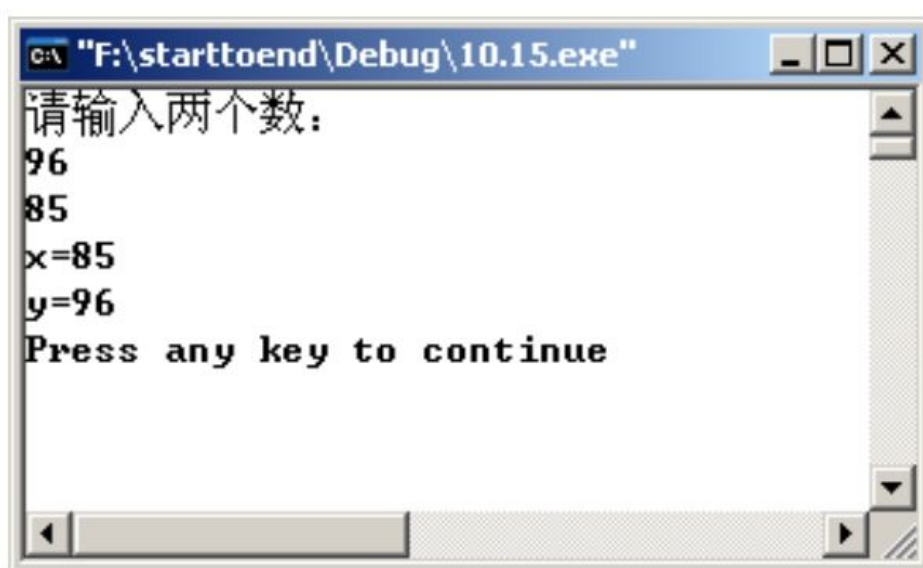 "F:\starttoend\Debug\10.15.exe"
请输入两个数：
96
85
x=85
y=96
Press any key to continue